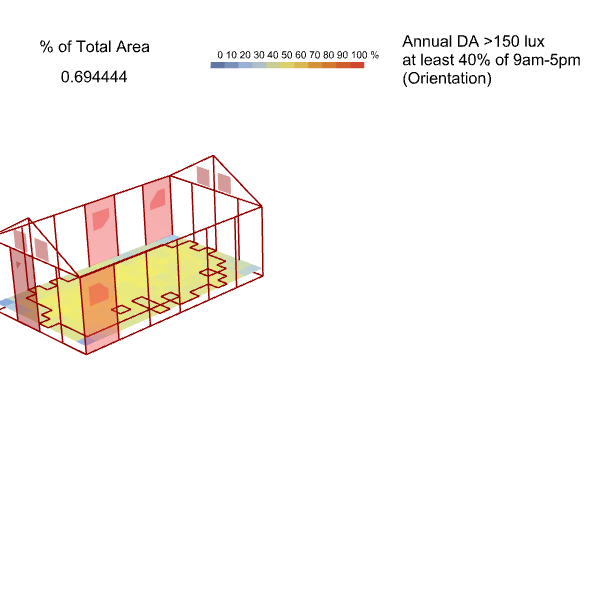 % of Total Area
0.694444
0 10 20 30 40 50 60 70 80 90 100 %
Annual DA >150 lux
at least 40% of 9am-5pm
(Orientation)